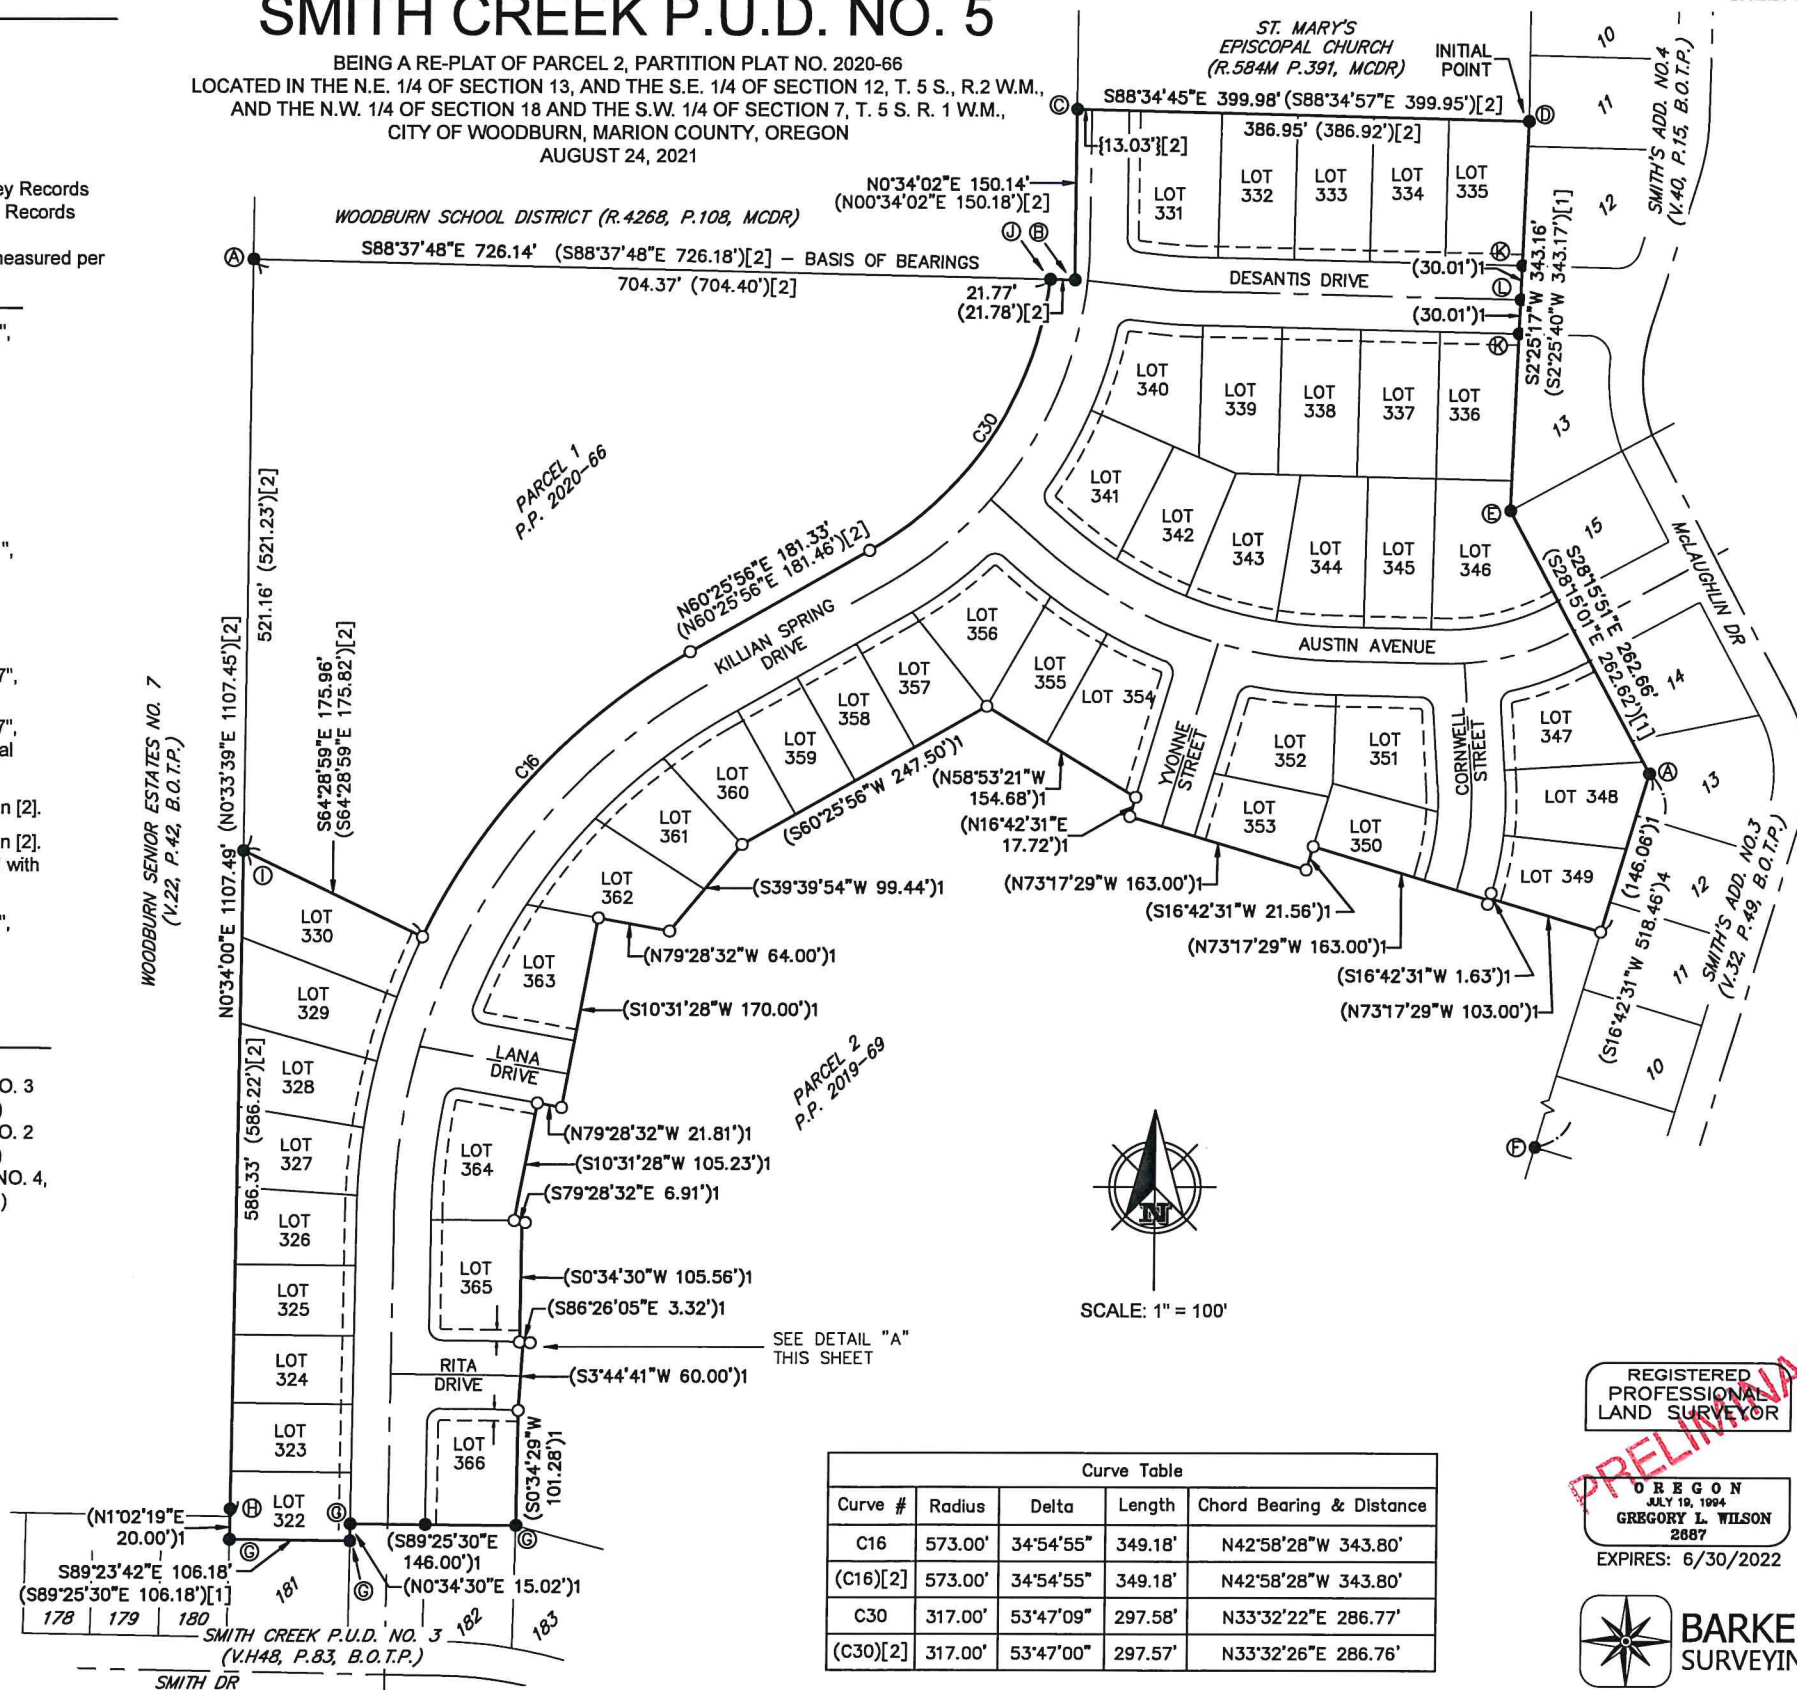 SMITH CREEK P.U.D. NO. 5
BEING A RE-PLAT OF PARCEL 2, PARTITION PLAT NO. 2020-66
LOCATED IN THE N.E. 1/4 OF SECTION 13, AND THE S.E. 1/4 OF SECTION 12, T. 5 S., R.2 W.M.,
AND THE N.W. 1/4 OF SECTION 18 AND THE S.W. 1/4 OF SECTION 7, T. 5 S. R. 1 W.M.,
CITY OF WOODBURN, MARION COUNTY, OREGON
AUGUST 24, 2021
ey Records
Records
neasured per
",
",
7",
7",
al
n [2].
n [2].
with
",
O. 3
)
O. 2
)
NO. 4,
)
ST. MARY'S
EPISCOPAL CHURCH
(R.584M P.391, MCDR)
INITIAL
POINT
C
S88°34'45"E 399.98' (S88°34'57"E 399.95')[2]
D
386.95' (386.92')[2]
{13.03'}[2]
N0°34'02"E 150.14'
(N00°34'02"E 150.18')[2]
10
11
12
SMITH'S ADD. NO.4
(V.40, P.15, B.O.T.P.)
LOT
331
LOT
332
LOT
333
LOT
334
LOT
335
WOODBURN SCHOOL DISTRICT (R.4268, P.108, MCDR)
A
S88°37'48"E 726.14' (S88°37'48"E 726.18')[2] - BASIS OF BEARINGS
704.37' (704.40')[2]
J B
21.77'
(21.78')[2]
K
(30.01')1
DESANTIS DRIVE
L
(30.01')1
K
S2°25'17"W 343.16'
(S2°25'40"W 343.17')[1]
LOT
340
LOT
339
LOT
338
LOT
337
LOT
336
13
C30
PARCEL 1
P.P. 2020-66
LOT
341
LOT
342
LOT
343
LOT
344
LOT
345
LOT
346
E
15
McLAUGHLIN DR
S28°15'51"E 262.66'
(S28°15'01"E 262.62')[1]
521.16' (521.23')[2]
N60°25'56"E 181.33'
(N60°25'56"E 181.46')[2]
KILLIAN SPRING
DRIVE
AUSTIN AVENUE
14
N0°34'00"E 1107.49' (N0°33'39"E 1107.45')[2]
S64°28'59"E 175.96'
(S64°28'59"E 175.82')[2]
WOODBURN SENIOR ESTATES NO. 7
(V.22, P.42, B.O.T.P.)
C16
LOT
356
LOT
355
LOT 354
LOT
357
LOT
358
LOT
359
LOT
360
LOT
361
LOT
362
LOT
363
YVONNE
STREET
CORNWELL
STREET
LOT
352
LOT
351
LOT
347
LOT 348
LOT
353
LOT
350
LOT 349
A
13
(146.06')1
(S16°42'31"W 518.46')4
12
11
10
SMITH'S ADD. NO.3
(V.32, P.49, B.O.T.P.)
F
(S60°25'56"W 247.50')1
(N58°53'21"W
154.68')1
(N16°42'31"E
17.72')1
(N73°17'29"W 163.00')1
(S16°42'31"W 21.56')1
(N73°17'29"W 163.00')1
(S16°42'31"W 1.63')1
(N73°17'29"W 103.00')1
(S39°39'54"W 99.44')1
(N79°28'32"W 64.00')1
(S10°31'28"W 170.00')1
PARCEL 2
P.P. 2019-69
I
LOT
330
LOT
329
LOT
328
LOT
327
LOT
326
LOT
325
LOT
324
LOT
323
LOT
322
586.33' (586.22')[2]
LANA
DRIVE
(N79°28'32"W 21.81')1
(S10°31'28"W 105.23')1
(S79°28'32"E 6.91')1
LOT
364
LOT
365
(S0°34'30"W 105.56')1
(S86°26'05"E 3.32')1
SEE DETAIL "A"
THIS SHEET
RITA
DRIVE
(S3°44'41"W 60.00')1
LOT
366
(S0°34'29"W
101.28')1
N
SCALE: 1" = 100'
H
G
G
G
G
(N1°02'19"E
20.00')1
S89°23'42"E 106.18'
(S89°25'30"E 106.18')[1]
(S89°25'30"E
146.00')1
(N0°34'30"E 15.02')1
178 179 180 181 182 183
SMITH CREEK P.U.D. NO. 3
(V.H48, P.83, B.O.T.P.)
SMITH DR
Curve Table
Curve # Radius Delta Length Chord Bearing & Distance
C16 573.00' 34°54'55" 349.18' N42°58'28"W 343.80'
(C16)[2] 573.00' 34°54'55" 349.18' N42°58'28"W 343.80'
C30 317.00' 53°47'09" 297.58' N33°32'22"E 286.77'
(C30)[2] 317.00' 53°47'00" 297.57' N33°32'26"E 286.76'
REGISTERED
PROFESSIONAL
LAND SURVEYOR
PRELIMINA
OREGON
JULY 19, 1994
GREGORY L. WILSON
2687
EXPIRES: 6/30/2022
BARKE
SURVEYIN